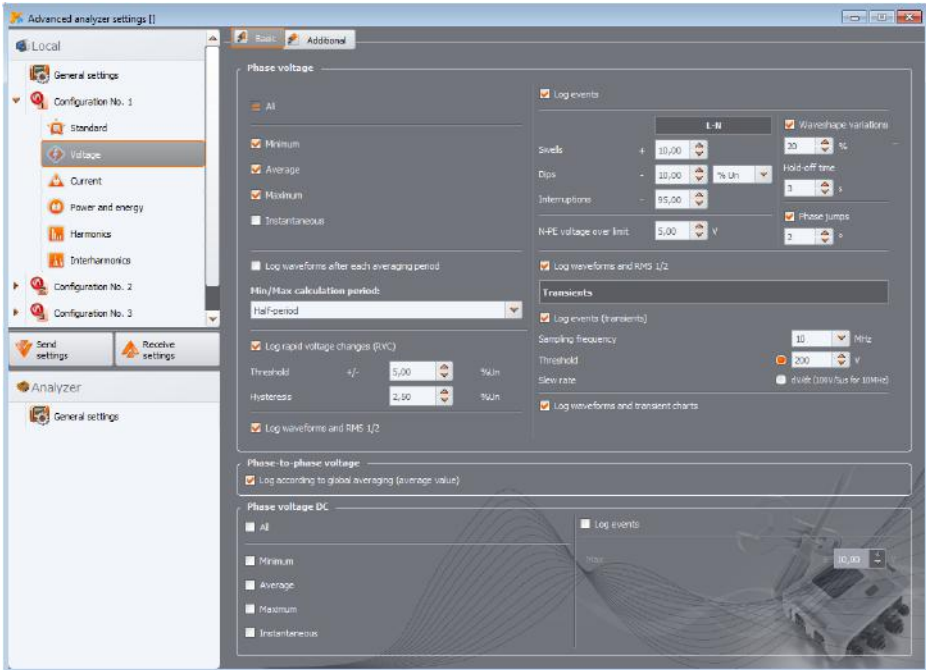 Advanced analyzer settings []
Local
General settings
Configuration No. 1
Standard
Voltage
Current
Power and energy
Harmonics
Interharmonics
Configuration No. 2
Configuration No. 3
Send settings
Receive settings
Analyzer
General settings
Basic
Additional
Phase voltage
All
Minimum
Average
Maximum
Instantaneous
Log waveforms after each averaging period
Min/Max calculation period:
Half-period
Log rapid voltage changes (RVC)
Threshold +/- 5,00 %Un
Hysteresis 2,50 %Un
Log waveforms and RMS 1/2
Log events
L-N
Swells + 10,00
Dips - 10,00 % Un
Interruptions - 95,00
N-PE voltage over limit 5,00 V
Waveshape variations
20 %
Hold-off time
3 s
Phase jumps
2 °
Log waveforms and RMS 1/2
Transients
Log events (transients)
Sampling frequency 10 MHz
Threshold 200 V
Slew rate dV/dt (100V/5us for 10MHz)
Log waveforms and transient charts
Phase-to-phase voltage
Log according to global averaging (average value)
Phase voltage DC
All
Minimum
Average
Maximum
Instantaneous
Log events
Max